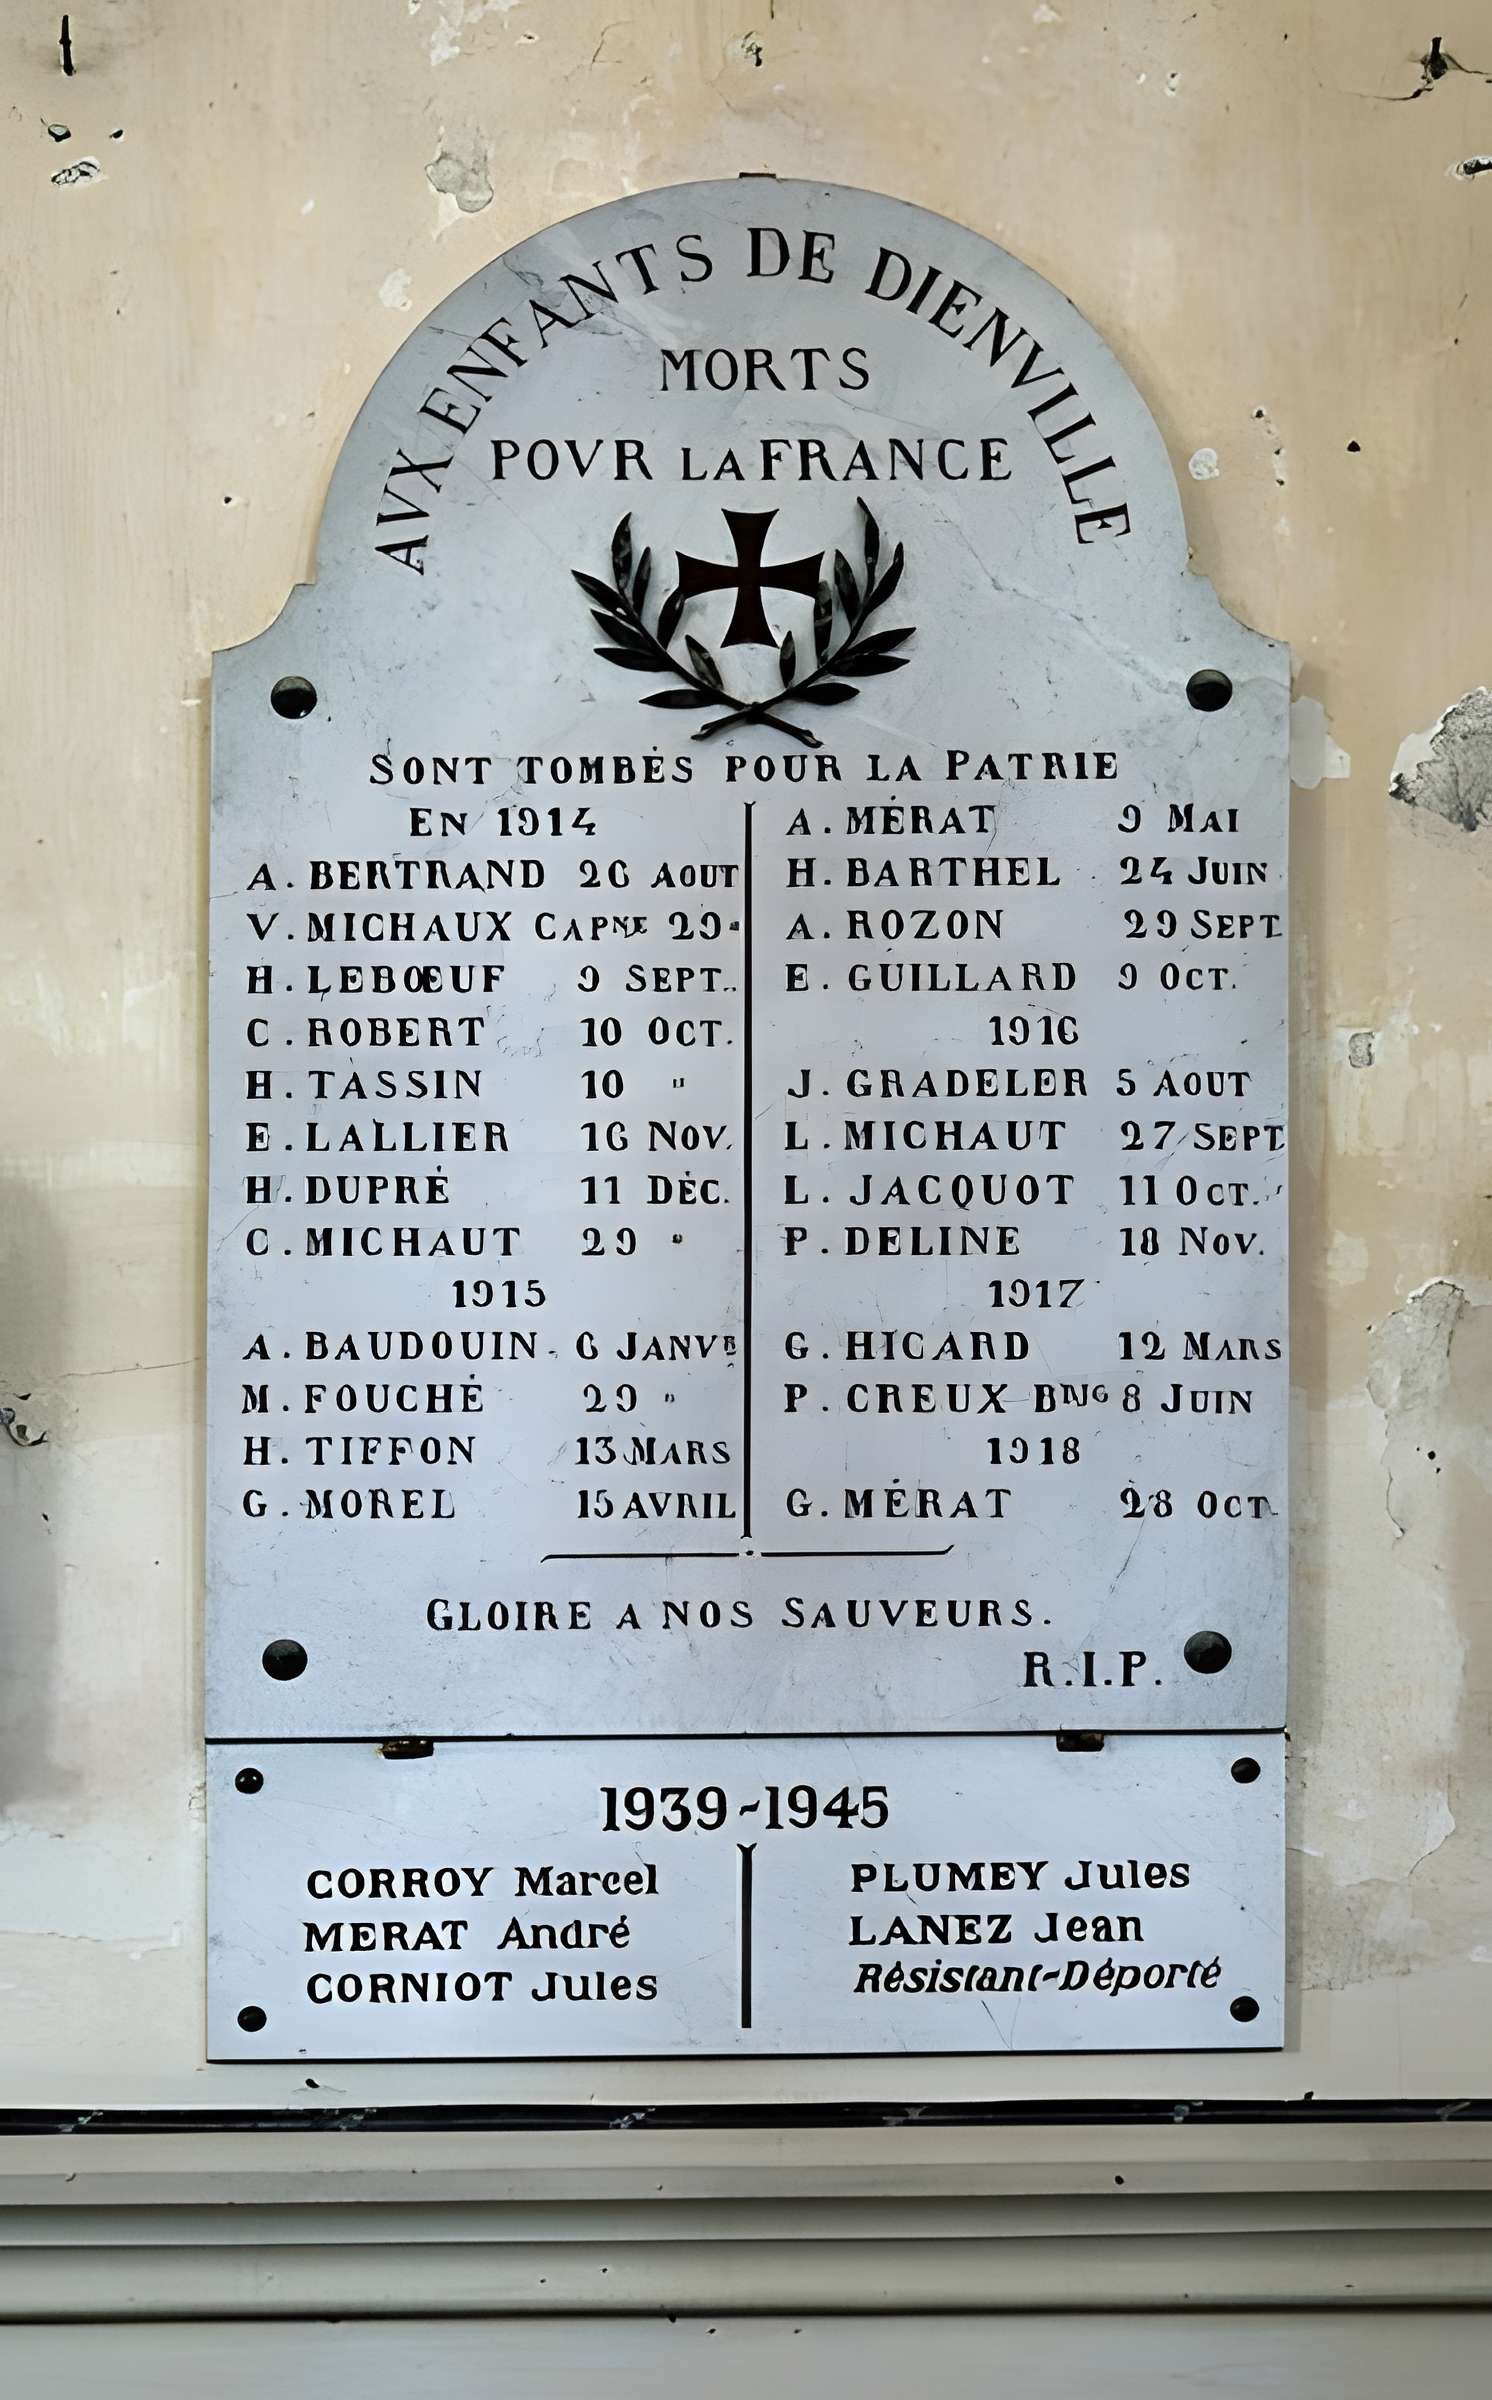 AVX ENFANTS DE DIENVILLE
MORTS
POVR LA FRANCE
SONT TOMBÉS POUR LA PATRIE
EN 1914
A. BERTRAND 26 AOUT
V. MICHAUX CAPNE 29 "
H. LEBŒUF 9 SEPT.
C. ROBERT 10 OCT.
H. TASSIN 10 "
E. LALLIER 16 NOV.
H. DUPRÉ 11 DÉC.
C. MICHAUT 29 "
1915
A. BAUDOUIN 6 JANVR
M. FOUCHÉ 29 "
H. TIFFON 13 MARS
G. MOREL 15 AVRIL
A. MÉRAT 9 MAI
H. BARTHEL 24 JUIN
A. ROZON 29 SEPT
E. GUILLARD 9 OCT.
1916
J. GRADELER 5 AOUT
L. MICHAUT 27 SEPT
L. JACQUOT 11 OCT.
P. DELINE 18 NOV.
1917
G. HICARD 12 MARS
P. CREUX BRIG 8 JUIN
1918
G. MÉRAT 28 OCT
GLOIRE A NOS SAUVEURS.
R.I.P.
1939-1945
CORROY Marcel
MERAT André
CORNIOT Jules
PLUMEY Jules
LANEZ Jean
Résistant-Déporté